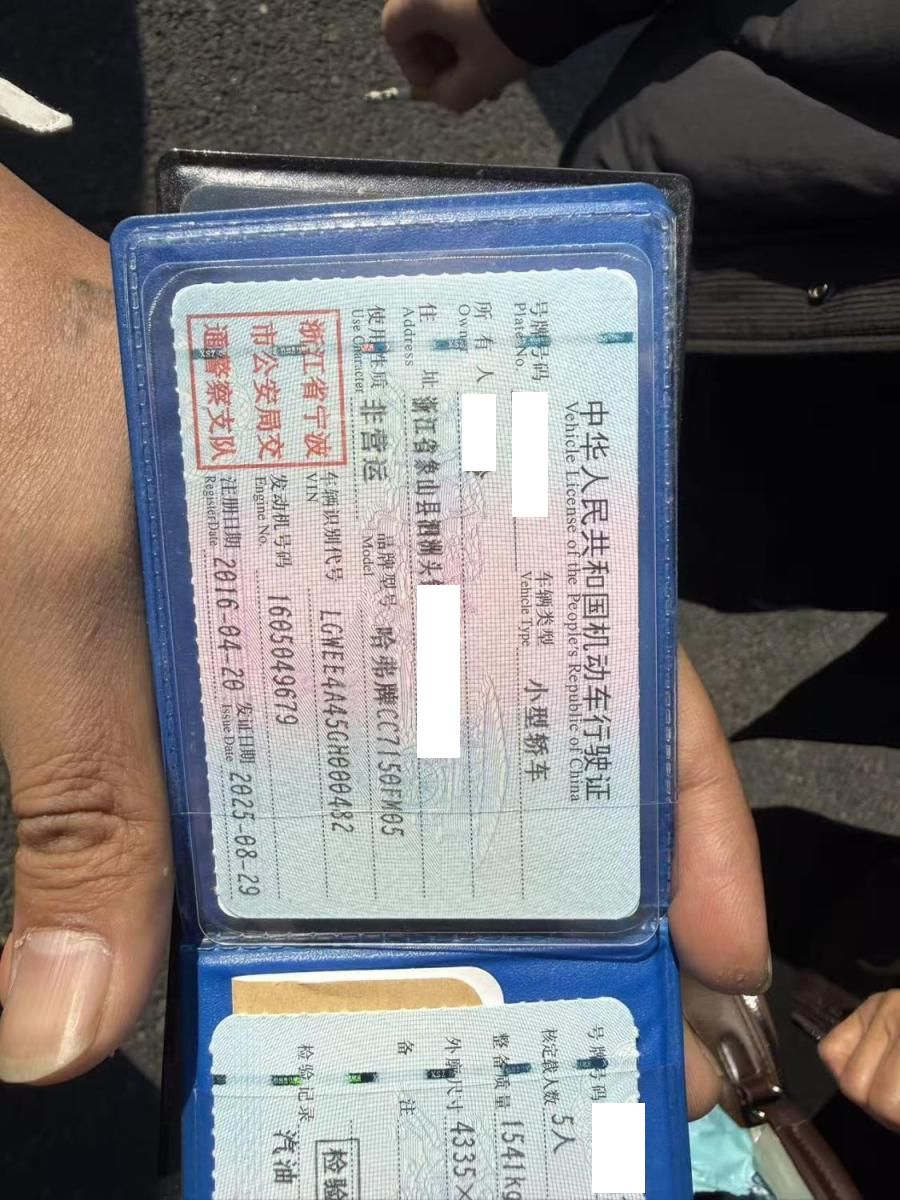 中华人民共和国机动车行驶证
Vehicle License of the People's Republic of China
号牌号码
Plate No.
车辆类型 小型轿车
Vehicle Type
所有人
Owner
住址 浙江省象山县泗洲头
Address
使用性质 非营运
Use Character
品牌型号 哈弗牌CC7150FM05
Model
浙江省宁波
市公安局交
通警察支队
车辆识别代号 LGWEE4A45GH000482
VIN
发动机号码 1605049679
Engine No.
注册日期 2016-04-20
Register Date
发证日期 2025-08-29
Issue Date
号牌号码
核定载人数 5人
整备质量 1541kg
外廓尺寸 4335×
备注
检验
检验记录 汽油